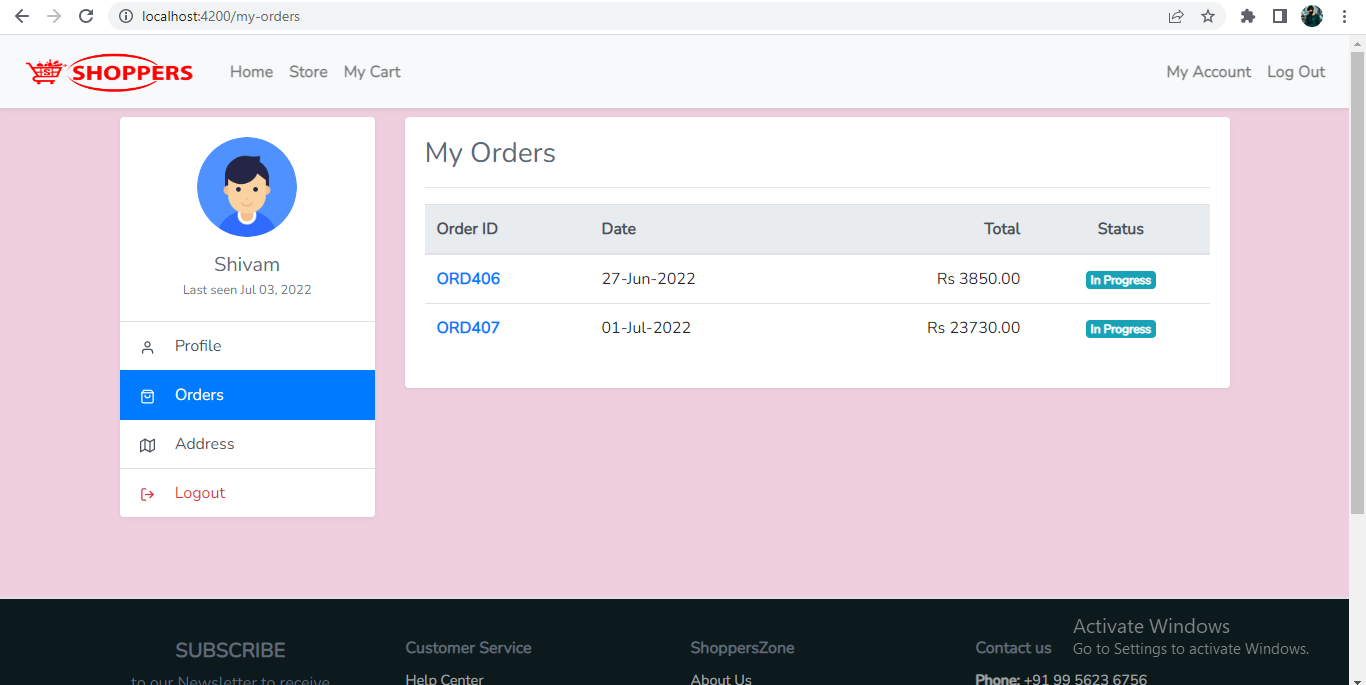 localhost:4200/my-orders
SHOPPERS Home Store My Cart My Account Log Out
My Orders
Shivam
Last seen Jul 03, 2022
Profile
Orders
Address
Logout
Order ID Date Total Status
ORD406 27-Jun-2022 Rs 3850.00 In Progress
ORD407 01-Jul-2022 Rs 23730.00 In Progress
SUBSCRIBE
to our Newsletter to receive
Customer Service
Help Center
ShoppersZone
About Us
Contact us
Phone: +91 99 5623 6756
Activate Windows
Go to Settings to activate Windows.